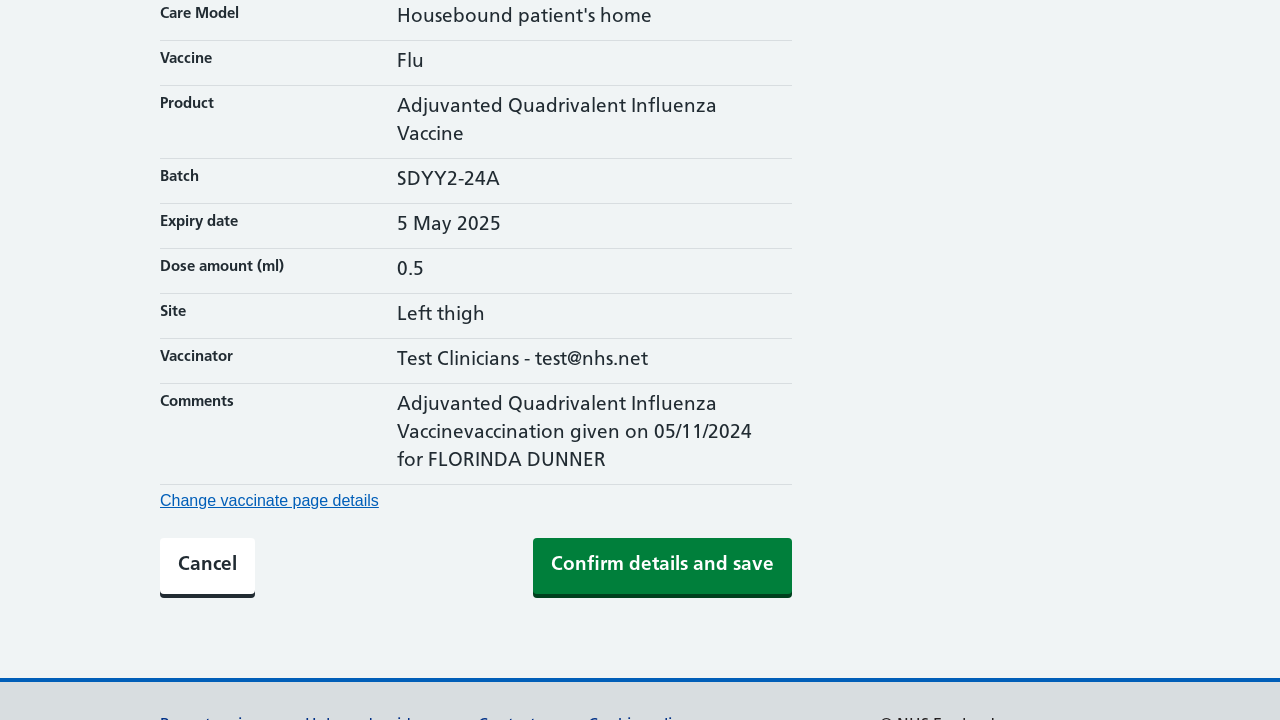 Care Model
Housebound patient's home
Vaccine
Flu
Product
Adjuvanted Quadrivalent Influenza
Vaccine
Batch
SDYY2-24A
Expiry date
5 May 2025
Dose amount (ml)
0.5
Site
Left thigh
Vaccinator
Test Clinicians - test@nhs.net
Comments
Adjuvanted Quadrivalent Influenza
Vaccinevaccination given on 05/11/2024
for FLORINDA DUNNER
Change vaccinate page details
Cancel
Confirm details and save